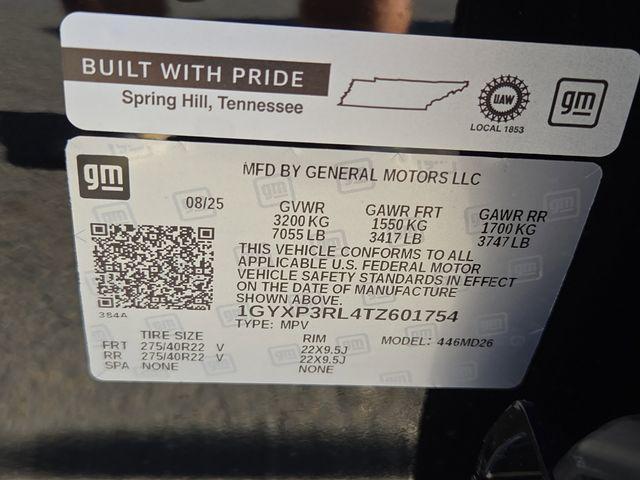 BUILT WITH PRIDE
Spring Hill, Tennessee
UAW
LOCAL 1853
gm
gm
MFD BY GENERAL MOTORS LLC
08/25
GVWR GAWR FRT GAWR RR
3200 KG 1550 KG 1700 KG
7055 LB 3417 LB 3747 LB
THIS VEHICLE CONFORMS TO ALL
APPLICABLE U.S. FEDERAL MOTOR
VEHICLE SAFETY STANDARDS IN EFFECT
ON THE DATE OF MANUFACTURE
SHOWN ABOVE.
384A
1GYXP3RL4TZ601754
TYPE: MPV
TIRE SIZE RIM MODEL: 446MD26
FRT 275/40R22 V 22X9.5J
RR 275/40R22 V 22X9.5J
SPA NONE NONE